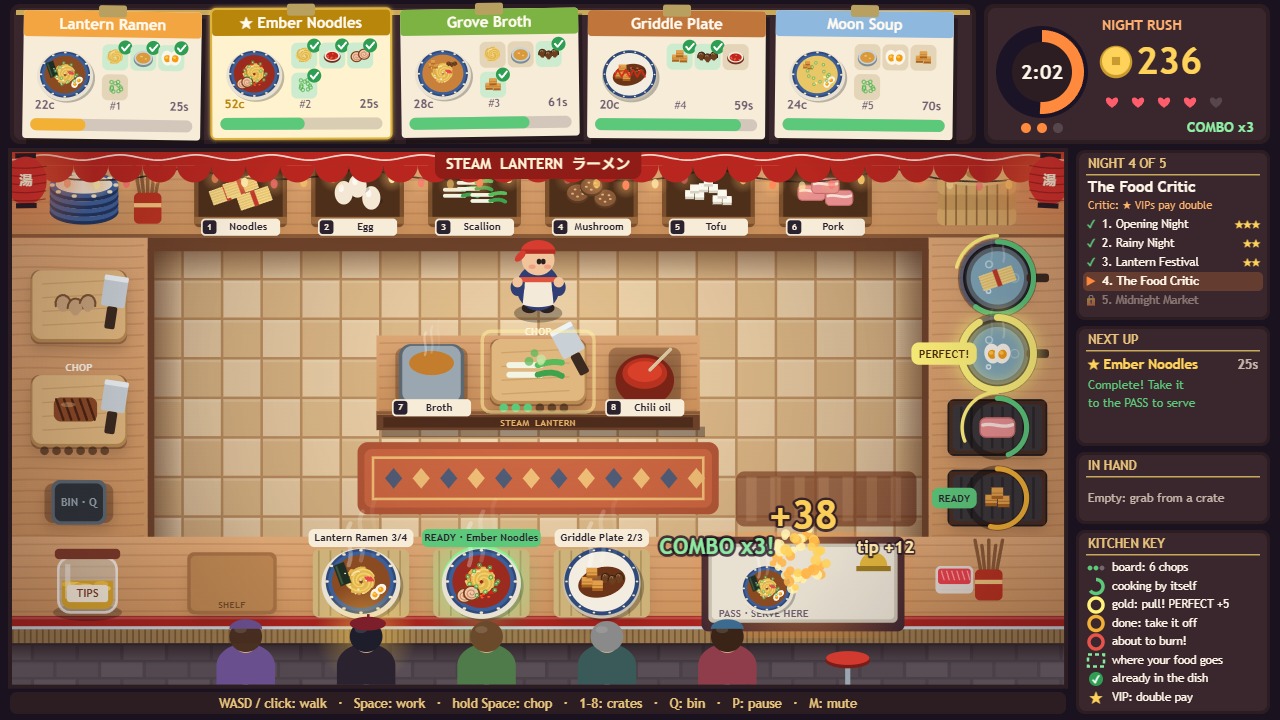 Lantern Ramen
22c
#1
25s
★ Ember Noodles
52c
#2
25s
Grove Broth
28c
#3
61s
Griddle Plate
20c
#4
59s
Moon Soup
24c
#5
70s
2:02
NIGHT RUSH
236
COMBO x3
湯
STEAM LANTERN ラーメン
湯
1 Noodles
2 Egg
3 Scallion
4 Mushroom
5 Tofu
6 Pork
CHOP
CHOP
7 Broth
8 Chili oil
STEAM LANTERN
PERFECT!
READY
BIN · Q
TIPS
SHELF
Lantern Ramen 3/4
READY · Ember Noodles
Griddle Plate 2/3
+38
COMBO x3!
tip +12
PASS · SERVE HERE
NIGHT 4 OF 5
The Food Critic
Critic: ★ VIPs pay double
✓ 1. Opening Night ★★★
✓ 2. Rainy Night ★★
✓ 3. Lantern Festival ★★
▶ 4. The Food Critic
5. Midnight Market
NEXT UP
★ Ember Noodles 25s
Complete! Take it
to the PASS to serve
IN HAND
Empty: grab from a crate
KITCHEN KEY
board: 6 chops
cooking by itself
gold: pull! PERFECT +5
done: take it off
about to burn!
where your food goes
already in the dish
VIP: double pay
WASD / click: walk · Space: work · hold Space: chop · 1-8: crates · Q: bin · P: pause · M: mute